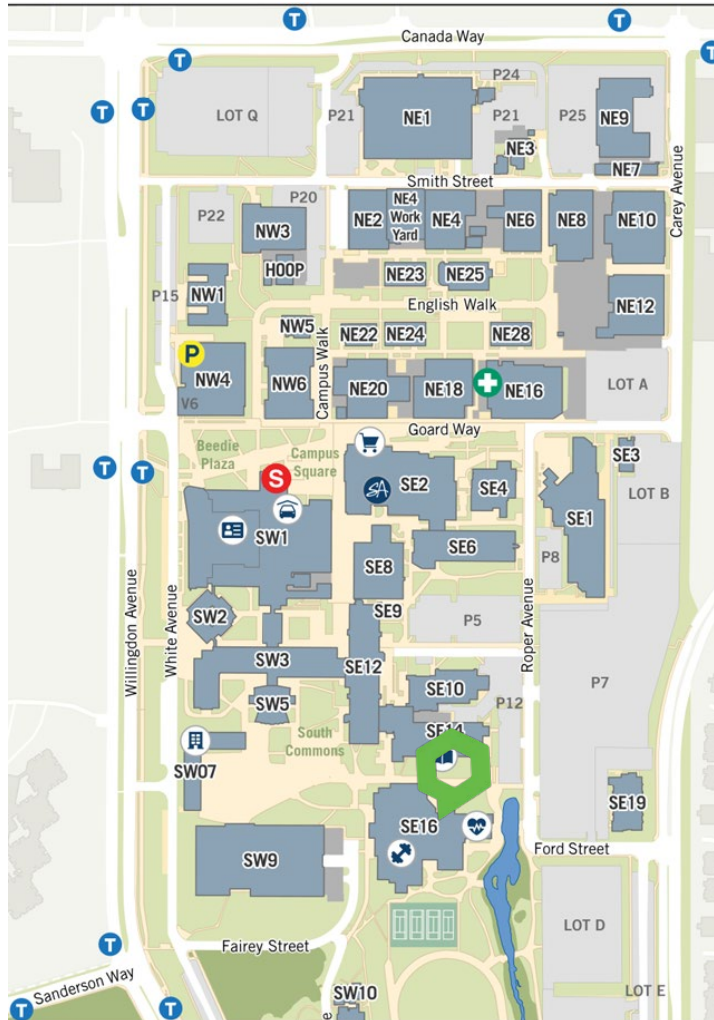 T
T
Canada Way
T
T
T
T
T
LOT Q
P21
P24
NE1
P21
P25
NE9
NE3
NE7
Smith Street
P22
P20
NW3
NE2
NE4
Work
Yard
NE4
NE6
NE8
NE10
Carey Avenue
HOOP
NE23
NE25
P15
NW1
English Walk
NE12
NW5
NE22
NE24
NE28
Campus Walk
P
NW4
V6
NW6
NE20
NE18
NE16
LOT A
Goard Way
Beedie
Plaza
Campus
Square
T
T
S
SA
SE2
SE4
SE3
LOT B
SE1
SW1
SE6
P8
SE8
SW2
SE9
P5
Willingdon Avenue
White Avenue
Roper Avenue
SW3
SE12
SE10
P12
P7
SW5
South
Commons
SE14
SW07
SE16
SE19
SW9
Ford Street
LOT D
T
Fairey Street
Sanderson Way
SW10
LOT E
T
T
e